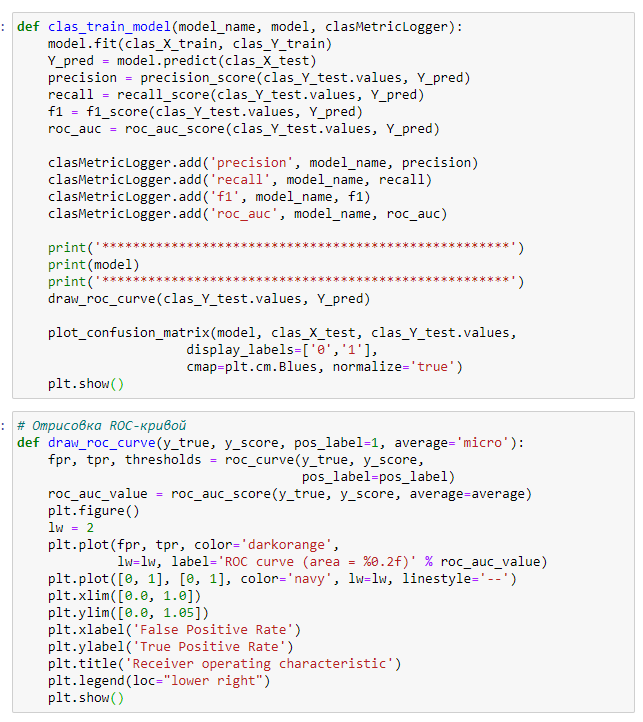 : def clas_train_model(model_name, model, clasMetricLogger):
    model.fit(clas_X_train, clas_Y_train)
    Y_pred = model.predict(clas_X_test)
    precision = precision_score(clas_Y_test.values, Y_pred)
    recall = recall_score(clas_Y_test.values, Y_pred)
    f1 = f1_score(clas_Y_test.values, Y_pred)
    roc_auc = roc_auc_score(clas_Y_test.values, Y_pred)

    clasMetricLogger.add('precision', model_name, precision)
    clasMetricLogger.add('recall', model_name, recall)
    clasMetricLogger.add('f1', model_name, f1)
    clasMetricLogger.add('roc_auc', model_name, roc_auc)

    print('*****************************************************')
    print(model)
    print('*****************************************************')
    draw_roc_curve(clas_Y_test.values, Y_pred)

    plot_confusion_matrix(model, clas_X_test, clas_Y_test.values,
                      display_labels=['0','1'],
                      cmap=plt.cm.Blues, normalize='true')
    plt.show()

: # Отрисовка ROC-кривой
def draw_roc_curve(y_true, y_score, pos_label=1, average='micro'):
    fpr, tpr, thresholds = roc_curve(y_true, y_score,
                                     pos_label=pos_label)
    roc_auc_value = roc_auc_score(y_true, y_score, average=average)
    plt.figure()
    lw = 2
    plt.plot(fpr, tpr, color='darkorange',
             lw=lw, label='ROC curve (area = %0.2f)' % roc_auc_value)
    plt.plot([0, 1], [0, 1], color='navy', lw=lw, linestyle='--')
    plt.xlim([0.0, 1.0])
    plt.ylim([0.0, 1.05])
    plt.xlabel('False Positive Rate')
    plt.ylabel('True Positive Rate')
    plt.title('Receiver operating characteristic')
    plt.legend(loc="lower right")
    plt.show()